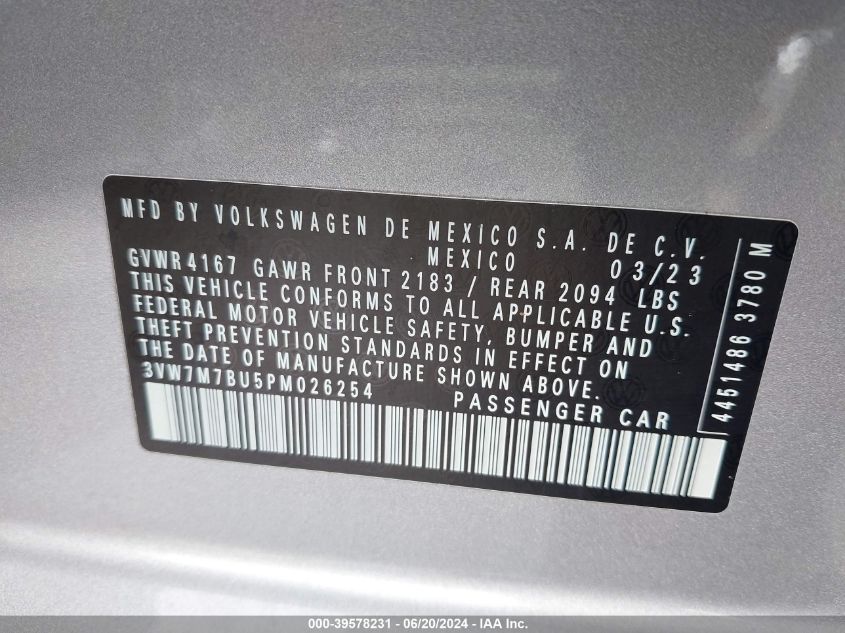 MFD BY VOLKSWAGEN DE MEXICO S.A. DE C.V.
MEXICO 03/23
GVWR 4167 GAWR FRONT 2183 / REAR 2094 LBS
THIS VEHICLE CONFORMS TO ALL APPLICABLE U.S.
FEDERAL MOTOR VEHICLE SAFETY, BUMPER AND
THEFT PREVENTION STANDARDS IN EFFECT ON
THE DATE OF MANUFACTURE SHOWN ABOVE.
3VW7M7BU5PM026254 PASSENGER CAR
4451486 3780 M
000-39578231 - 06/20/2024 - IAA Inc.